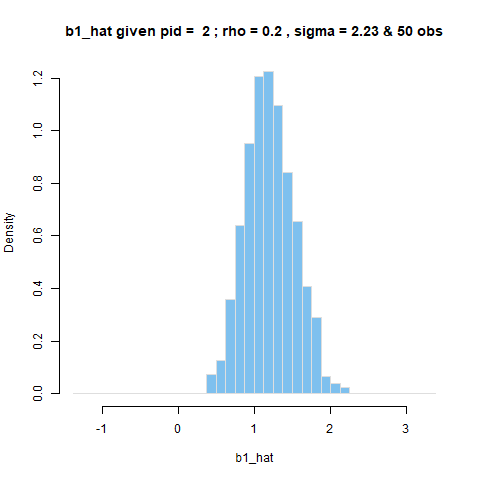 b1_hat given pid =  2 ; rho = 0.2 , sigma = 2.23 & 50 obs
Density
1.2
1.0
0.8
0.6
0.4
0.2
0.0
-1 0 1 2 3
b1_hat